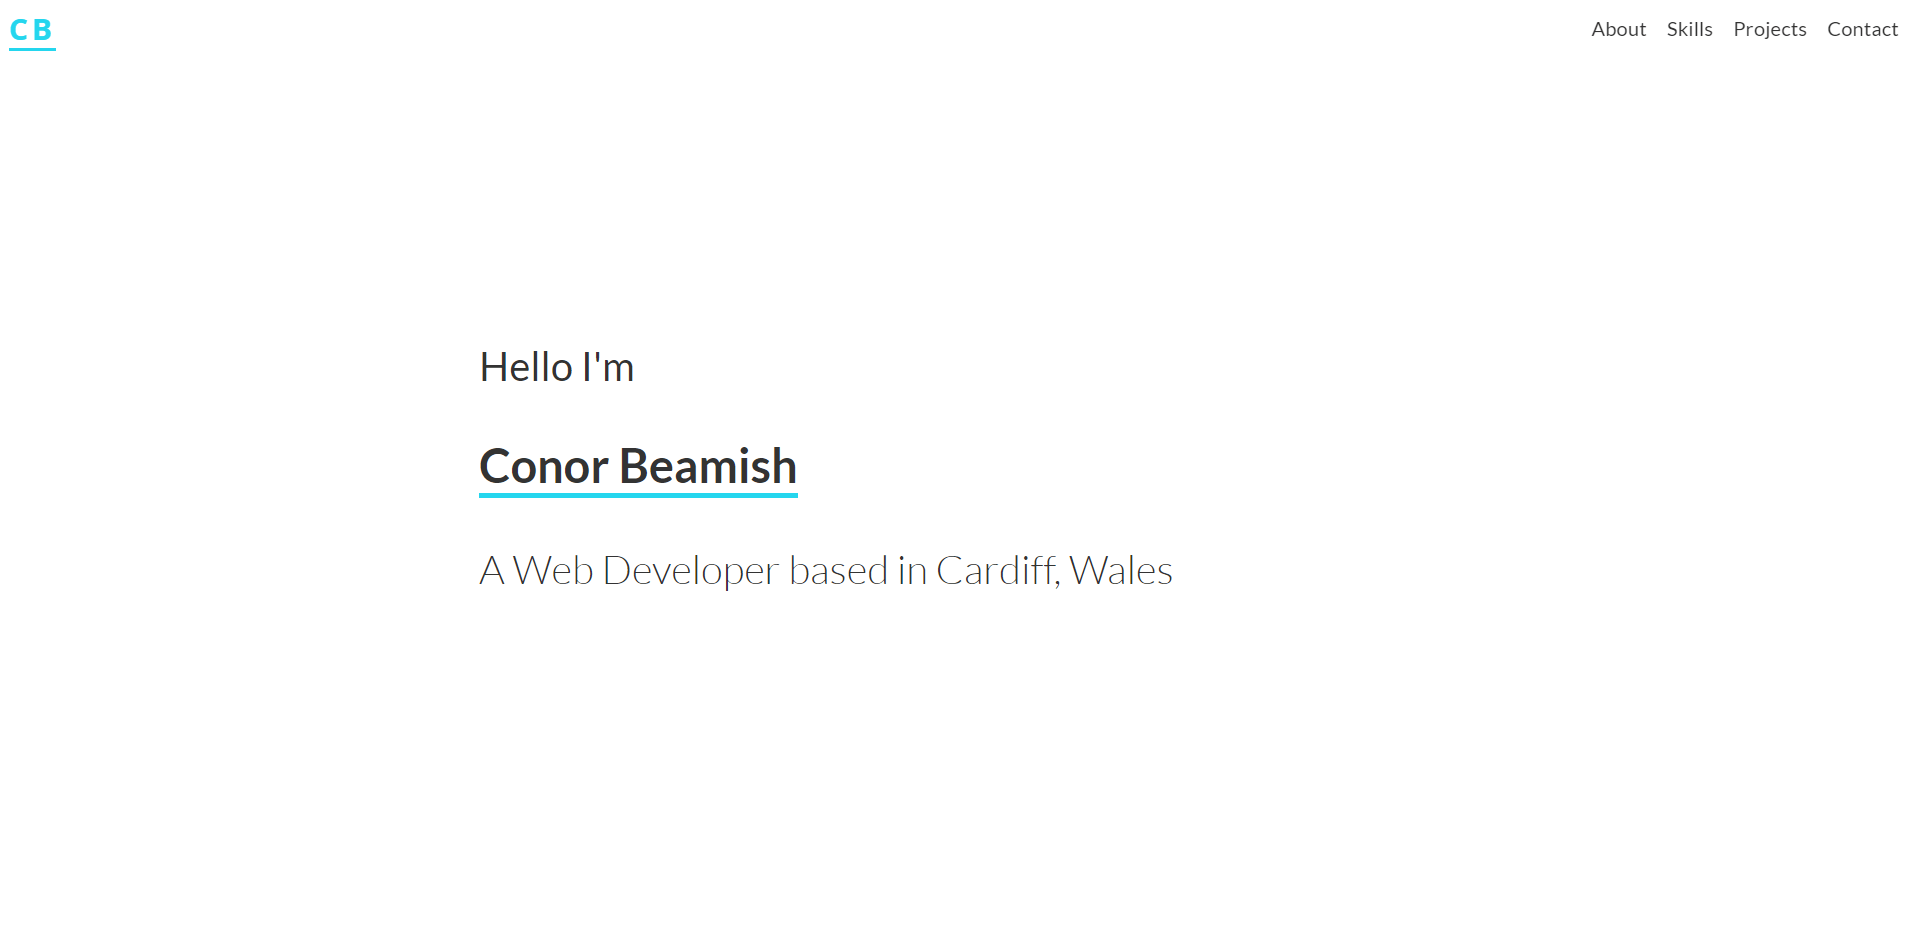 CB
About Skills Projects Contact
Hello I'm
Conor Beamish
A Web Developer based in Cardiff, Wales